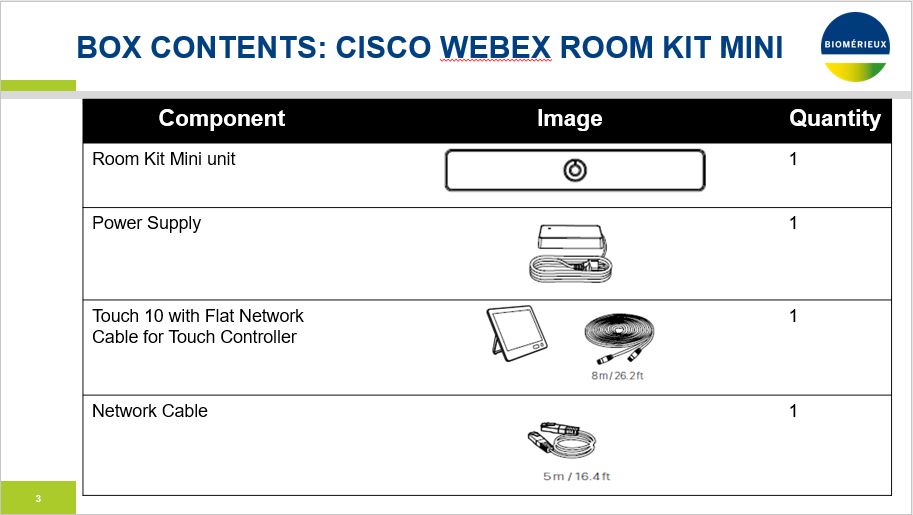 BOX CONTENTS: CISCO WEBEX ROOM KIT MINI
BIOMÉRIEUX
Component Image Quantity
Room Kit Mini unit 1
Power Supply 1
Touch 10 with Flat Network 1
Cable for Touch Controller
8m/26.2ft
Network Cable 1
5m / 16.4ft
3